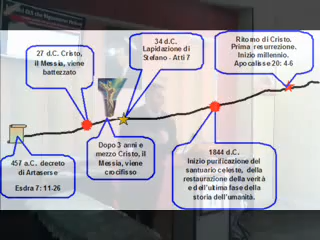 27 d.C. Cristo,
il Messia, viene
battezzato
34 d.C.
Lapidazione di
Stefano - Atti 7
Ritorno di Cristo.
Prima resurrezione.
Inizio millennio.
Apocalisse 20: 4-6
457 a.C. decreto
di Artaserse
Esdra 7: 11-26
Dopo 3 anni e
mezzo Cristo, il
Messia, viene
crocifisso
1844 d.C.
Inizio purificazione del
santuario celeste, della
restaurazione della verità
e dell'ultima fase della
storia dell'umanità.